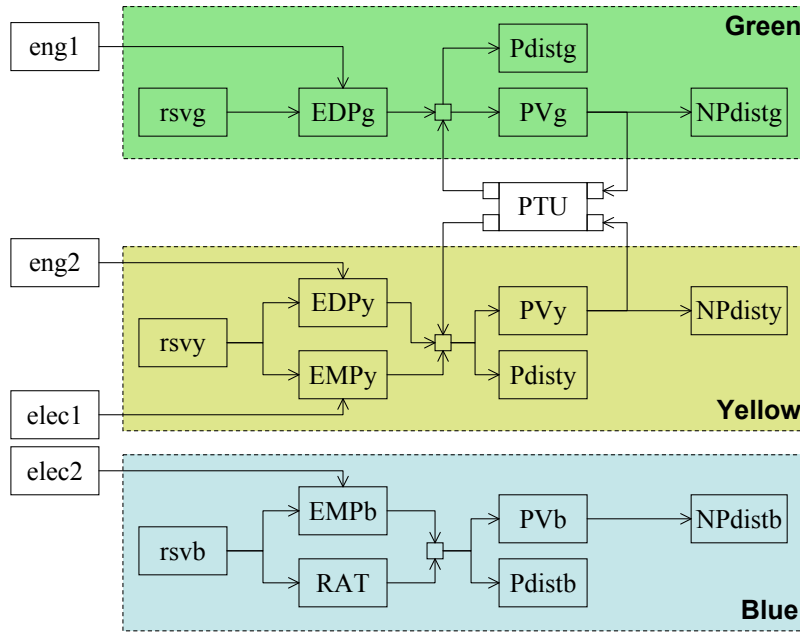 Green
eng1
Pdistg
rsvg
EDPg
PVg
NPdistg
PTU
eng2
EDPy
PVy
NPdisty
rsvy
EMPy
Pdisty
elec1
Yellow
elec2
EMPb
PVb
NPdistb
rsvb
RAT
Pdistb
Blue